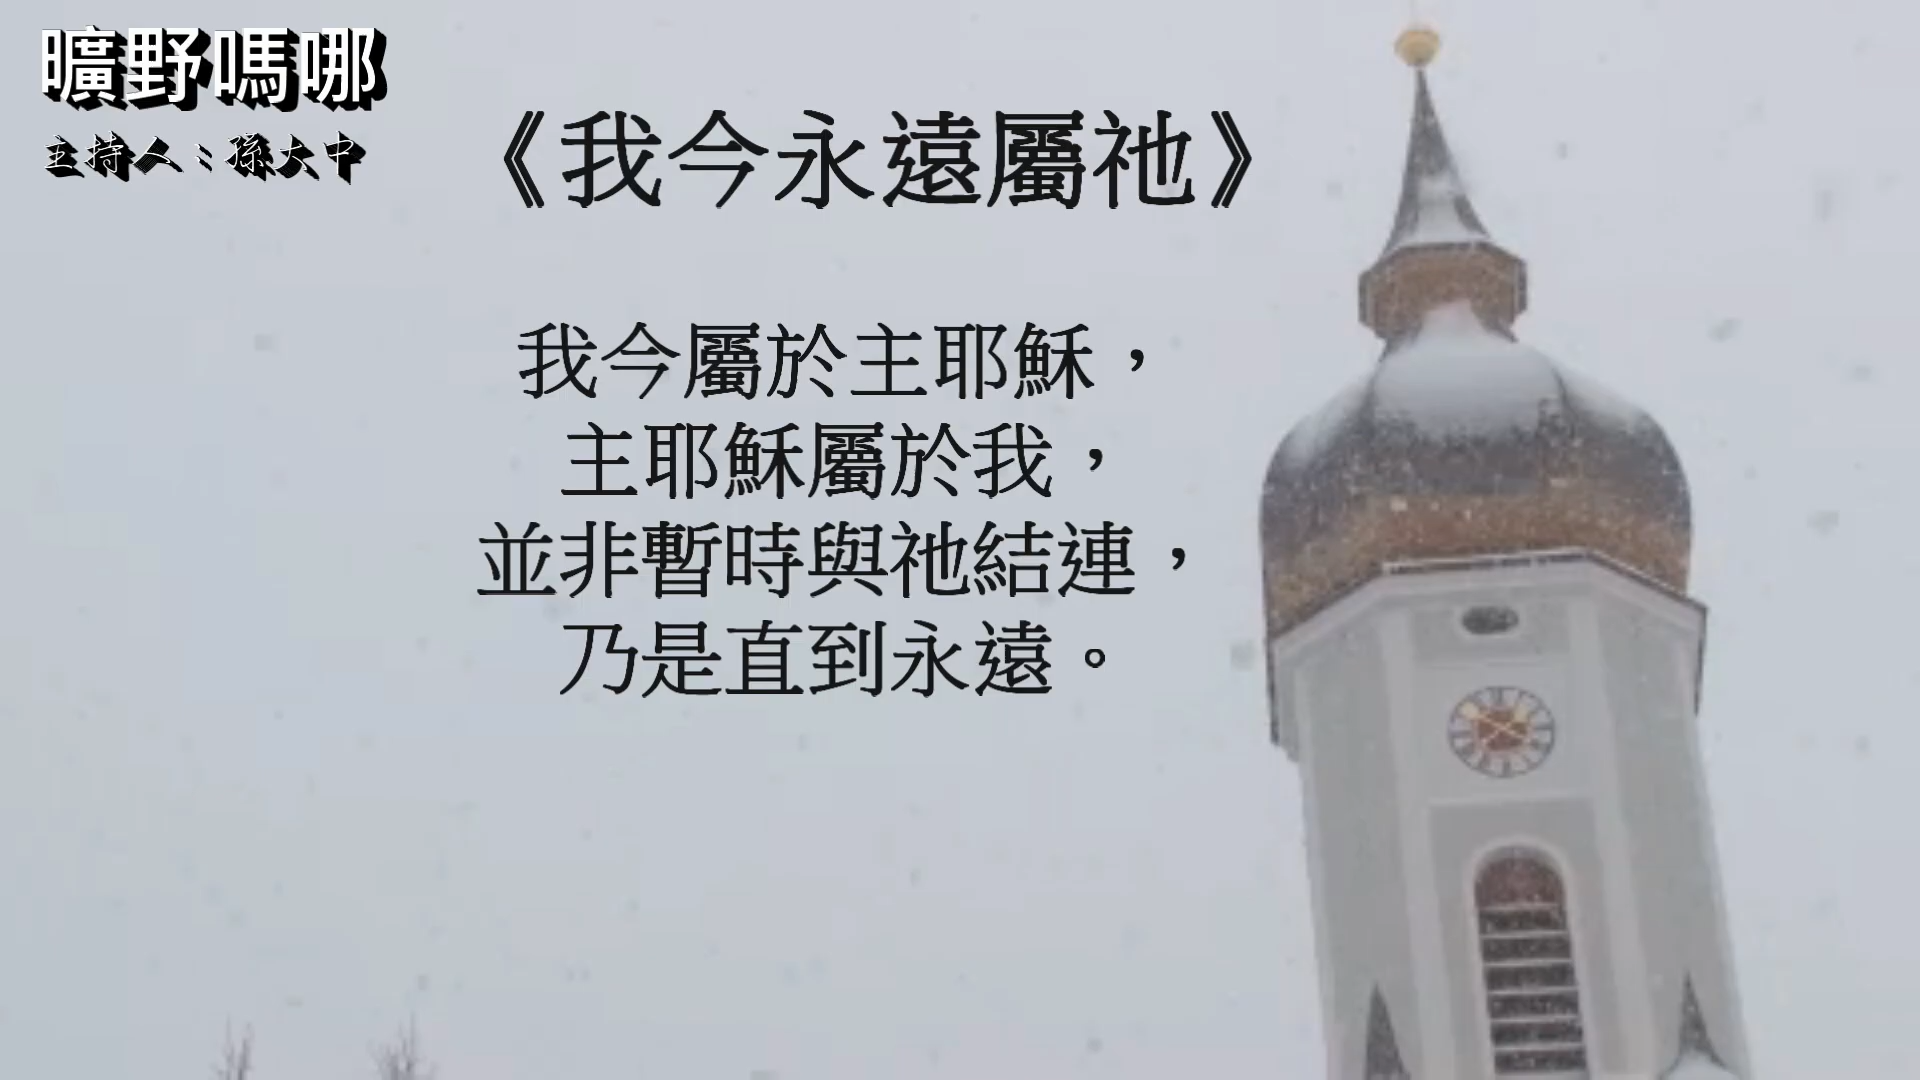 曠野嗎哪
主持人：孫大中
《我今永遠屬祂》
我今屬於主耶穌，
主耶穌屬於我，
並非暫時與祂結連，
乃是直到永遠。